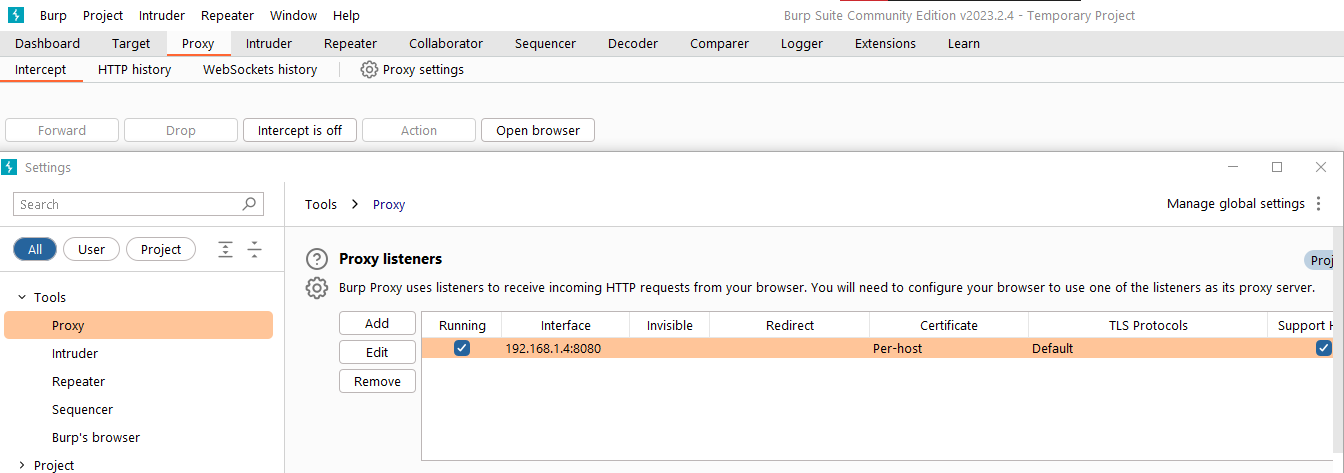 Burp Project Intruder Repeater Window Help Burp Suite Community Edition v2023.2.4 - Temporary Project
Dashboard Target Proxy Intruder Repeater Collaborator Sequencer Decoder Comparer Logger Extensions Learn
Intercept HTTP history WebSockets history Proxy settings
Forward Drop Intercept is off Action Open browser
Settings
Search
Tools > Proxy
Manage global settings
All User Project
Proxy listeners
Proj
Burp Proxy uses listeners to receive incoming HTTP requests from your browser. You will need to configure your browser to use one of the listeners as its proxy server.
Tools
Proxy
Intruder
Repeater
Sequencer
Burp's browser
Project
Add
Edit
Remove
Running Interface Invisible Redirect Certificate TLS Protocols Support H
192.168.1.4:8080 Per-host Default